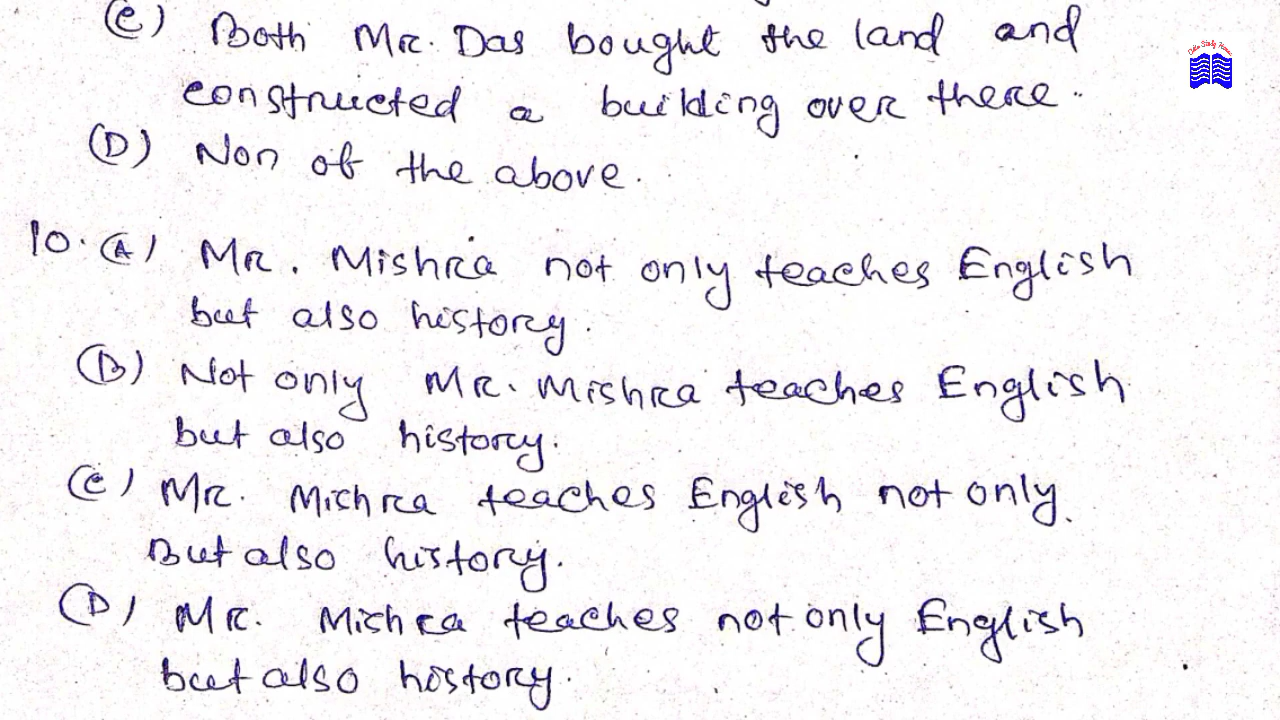 (C) Both Mr. Das bought the land and
constructed a building over there.
(D) Non of the above.
10. (A) Mr. Mishra not only teaches English
but also history.
(B) Not only Mr. Mishra teaches English
but also history.
(C) Mr. Mishra teaches English not only
But also history.
(D) Mr. Mishra teaches not only English
but also history.